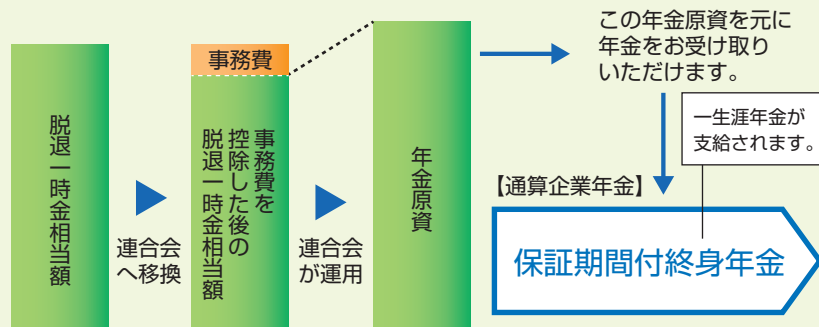 脱退一時金相当額
連合会
へ移換
事務費
事務費を
控除した後の
脱退一時金相当額
連合会
が運用
年金原資
この年金原資を元に
年金をお受け取り
いただけます。
一生涯年金が
支給されます。
【通算企業年金】
保証期間付終身年金